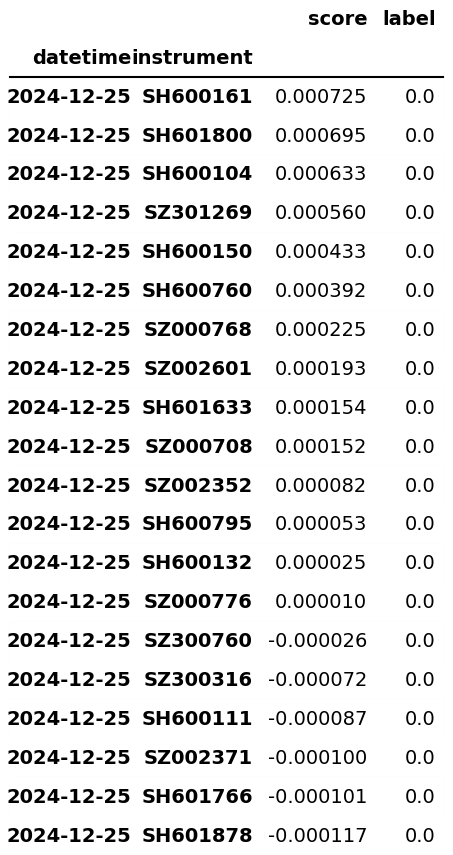 score label
datetime instrument
2024-12-25 SH600161 0.000725 0.0
2024-12-25 SH601800 0.000695 0.0
2024-12-25 SH600104 0.000633 0.0
2024-12-25 SZ301269 0.000560 0.0
2024-12-25 SH600150 0.000433 0.0
2024-12-25 SH600760 0.000392 0.0
2024-12-25 SZ000768 0.000225 0.0
2024-12-25 SZ002601 0.000193 0.0
2024-12-25 SH601633 0.000154 0.0
2024-12-25 SZ000708 0.000152 0.0
2024-12-25 SZ002352 0.000082 0.0
2024-12-25 SH600795 0.000053 0.0
2024-12-25 SH600132 0.000025 0.0
2024-12-25 SZ000776 0.000010 0.0
2024-12-25 SZ300760 -0.000026 0.0
2024-12-25 SZ300316 -0.000072 0.0
2024-12-25 SH600111 -0.000087 0.0
2024-12-25 SZ002371 -0.000100 0.0
2024-12-25 SH601766 -0.000101 0.0
2024-12-25 SH601878 -0.000117 0.0